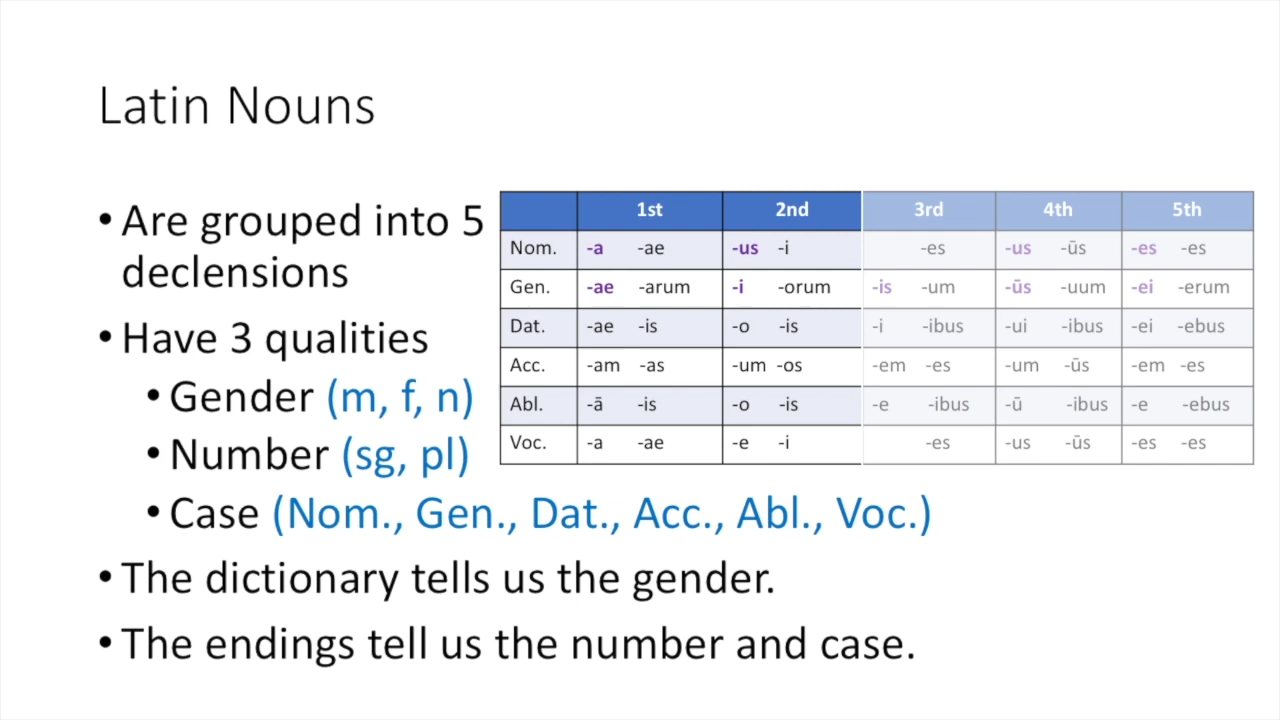 Latin Nouns
• Are grouped into 5
declensions
• Have 3 qualities
• Gender (m, f, n)
• Number (sg, pl)
• Case (Nom., Gen., Dat., Acc., Abl., Voc.)
• The dictionary tells us the gender.
• The endings tell us the number and case.
1st 2nd 3rd 4th 5th
Nom. -a -ae -us -i -es -us -ūs -es -es
Gen. -ae -arum -i -orum -is -um -ūs -uum -ei -erum
Dat. -ae -is -o -is -i -ibus -ui -ibus -ei -ebus
Acc. -am -as -um -os -em -es -um -ūs -em -es
Abl. -ā -is -o -is -e -ibus -ū -ibus -e -ebus
Voc. -a -ae -e -i -es -us -ūs -es -es